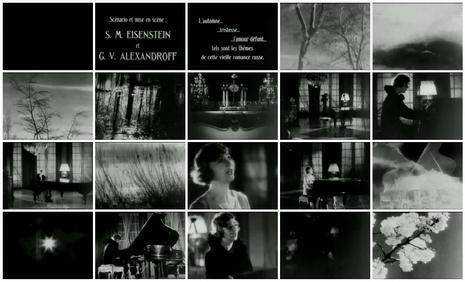 Scénario et mise en scène :
S. M. EISENSTEIN
et
G. V. ALEXANDROFF
L'automne...
...tristesse...
...l'amour défunt...
tels sont les thèmes
de cette vieille romance russe.